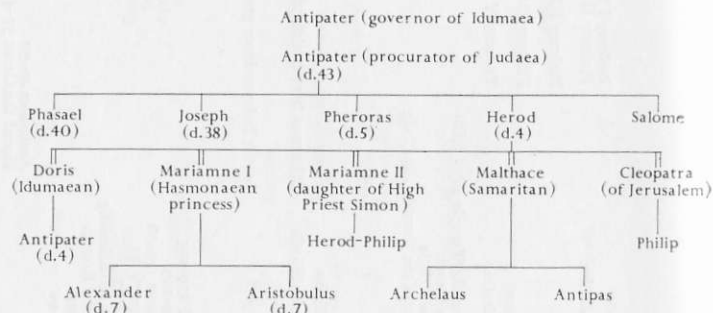 Antipater (governor of Idumaea)
Antipater (procurator of Judaea)
(d.43)
Phasael Joseph Pheroras Herod Salome
(d.40) (d.38) (d.5) (d.4)
Doris Mariamne I Mariamne II Malthace Cleopatra
(Idumaean) (Hasmonaean (daughter of High (Samaritan) (of Jerusalem)
princess) Priest Simon)
Antipater Herod-Philip Philip
(d.4)
Alexander Aristobulus Archelaus Antipas
(d.7) (d.7)